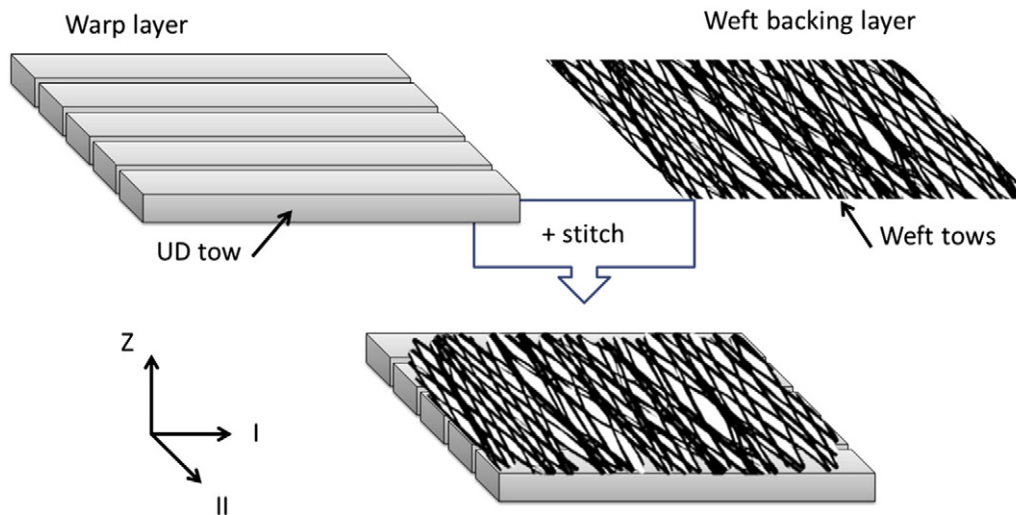 Warp layer
Weft backing layer
UD tow
+ stitch
Weft tows
Z
I
II